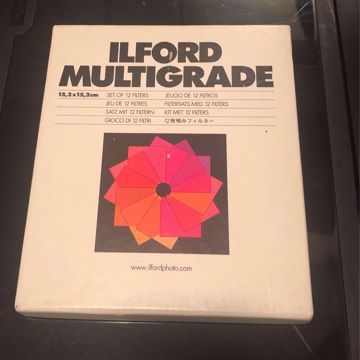 ILFORD
MULTIGRADE
15,2x15,2cm SET OF 12 FILTERS JEUGO DE 12 FILTROS
JEU DE 12 FILTRES FILTERSATS MED 12 FILTERS
SATZ MIT 12 FILTERN KIT MET 12 FILTERS
GIOCO DI 12 FILTRI 12枚組みフィルター
www.ilfordphoto.com